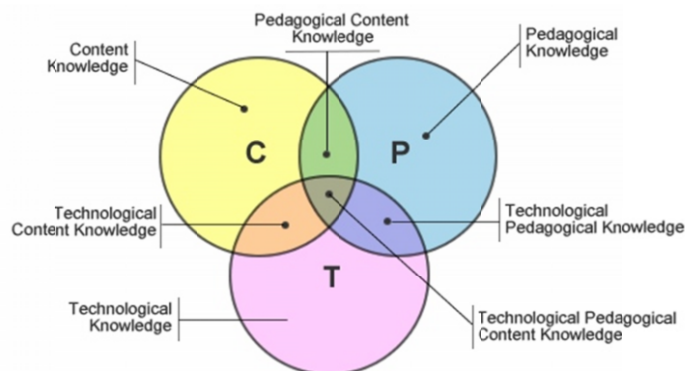 Pedagogical Content
Knowledge
Content
Knowledge
Pedagogical
Knowledge
C
P
Technological
Content Knowledge
Technological
Pedagogical Knowledge
T
Technological
Knowledge
Technological Pedagogical
Content Knowledge